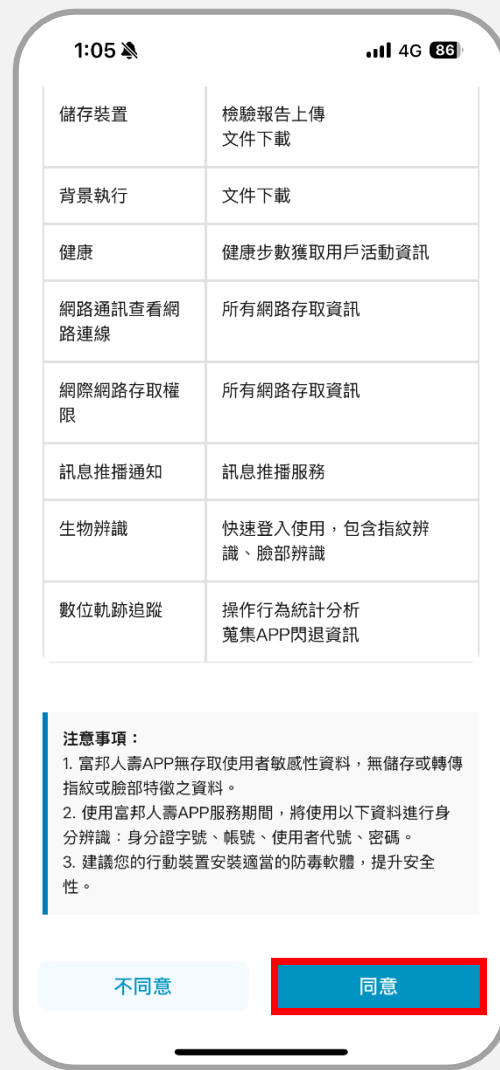 1:05 4G 86
儲存裝置 檢驗報告上傳
文件下載
背景執行 文件下載
健康 健康步數獲取用戶活動資訊
網路通訊查看網 所有網路存取資訊
路連線
網際網路存取權 所有網路存取資訊
限
訊息推播通知 訊息推播服務
生物辨識 快速登入使用，包含指紋辨
識、臉部辨識
數位軌跡追蹤 操作行為統計分析
蒐集APP閃退資訊
注意事項：
1. 富邦人壽APP無存取使用者敏感性資料，無儲存或轉傳
指紋或臉部特徵之資料。
2. 使用富邦人壽APP服務期間，將使用以下資料進行身
分辨識：身分證字號、帳號、使用者代號、密碼。
3. 建議您的行動裝置安裝適當的防毒軟體，提升安全
性。
不同意 同意